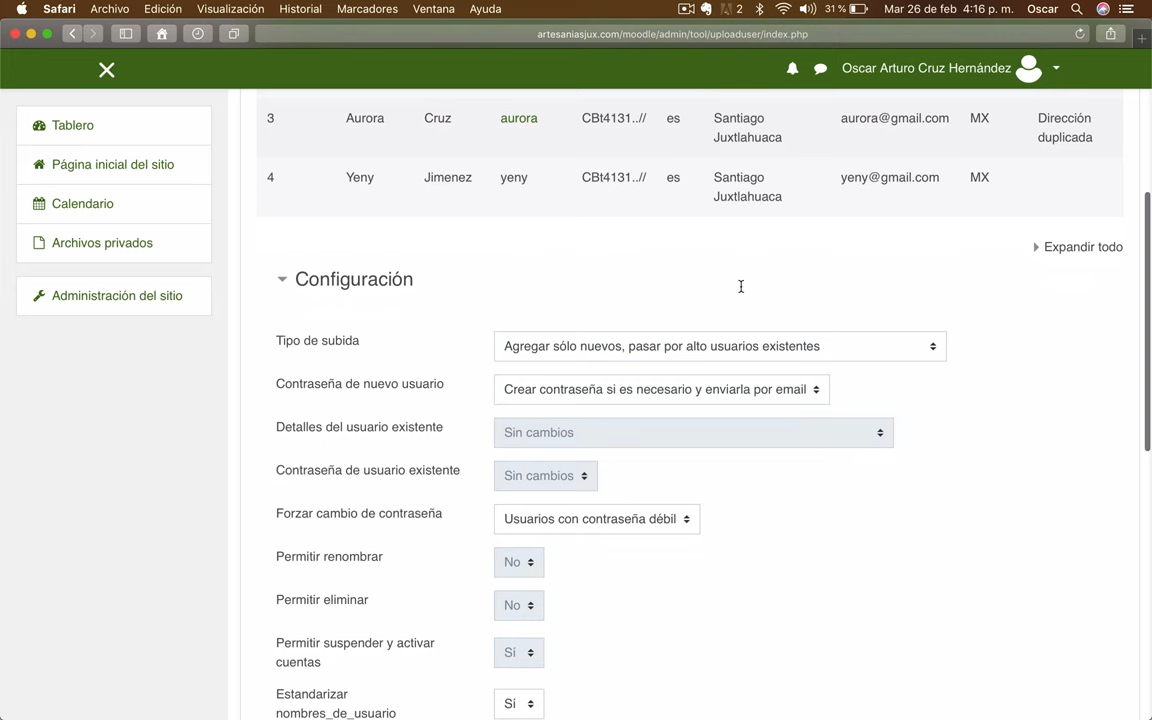 Safari Archivo Edición Visualización Historial Marcadores Ventana Ayuda 2 31 % Mar 26 de feb 4:16 p. m. Oscar
artesaniasjux.com/moodle/admin/tool/uploaduser/index.php
Oscar Arturo Cruz Hernández
Tablero
Página inicial del sitio
Calendario
Archivos privados
Administración del sitio
3 Aurora Cruz aurora CBt4131..// es Santiago Juxtlahuaca aurora@gmail.com MX Dirección duplicada
4 Yeny Jimenez yeny CBt4131..// es Santiago Juxtlahuaca yeny@gmail.com MX
Expandir todo
Configuración
Tipo de subida Agregar sólo nuevos, pasar por alto usuarios existentes
Contraseña de nuevo usuario Crear contraseña si es necesario y enviarla por email
Detalles del usuario existente Sin cambios
Contraseña de usuario existente Sin cambios
Forzar cambio de contraseña Usuarios con contraseña débil
Permitir renombrar No
Permitir eliminar No
Permitir suspender y activar cuentas Sí
Estandarizar nombres_de_usuario Sí